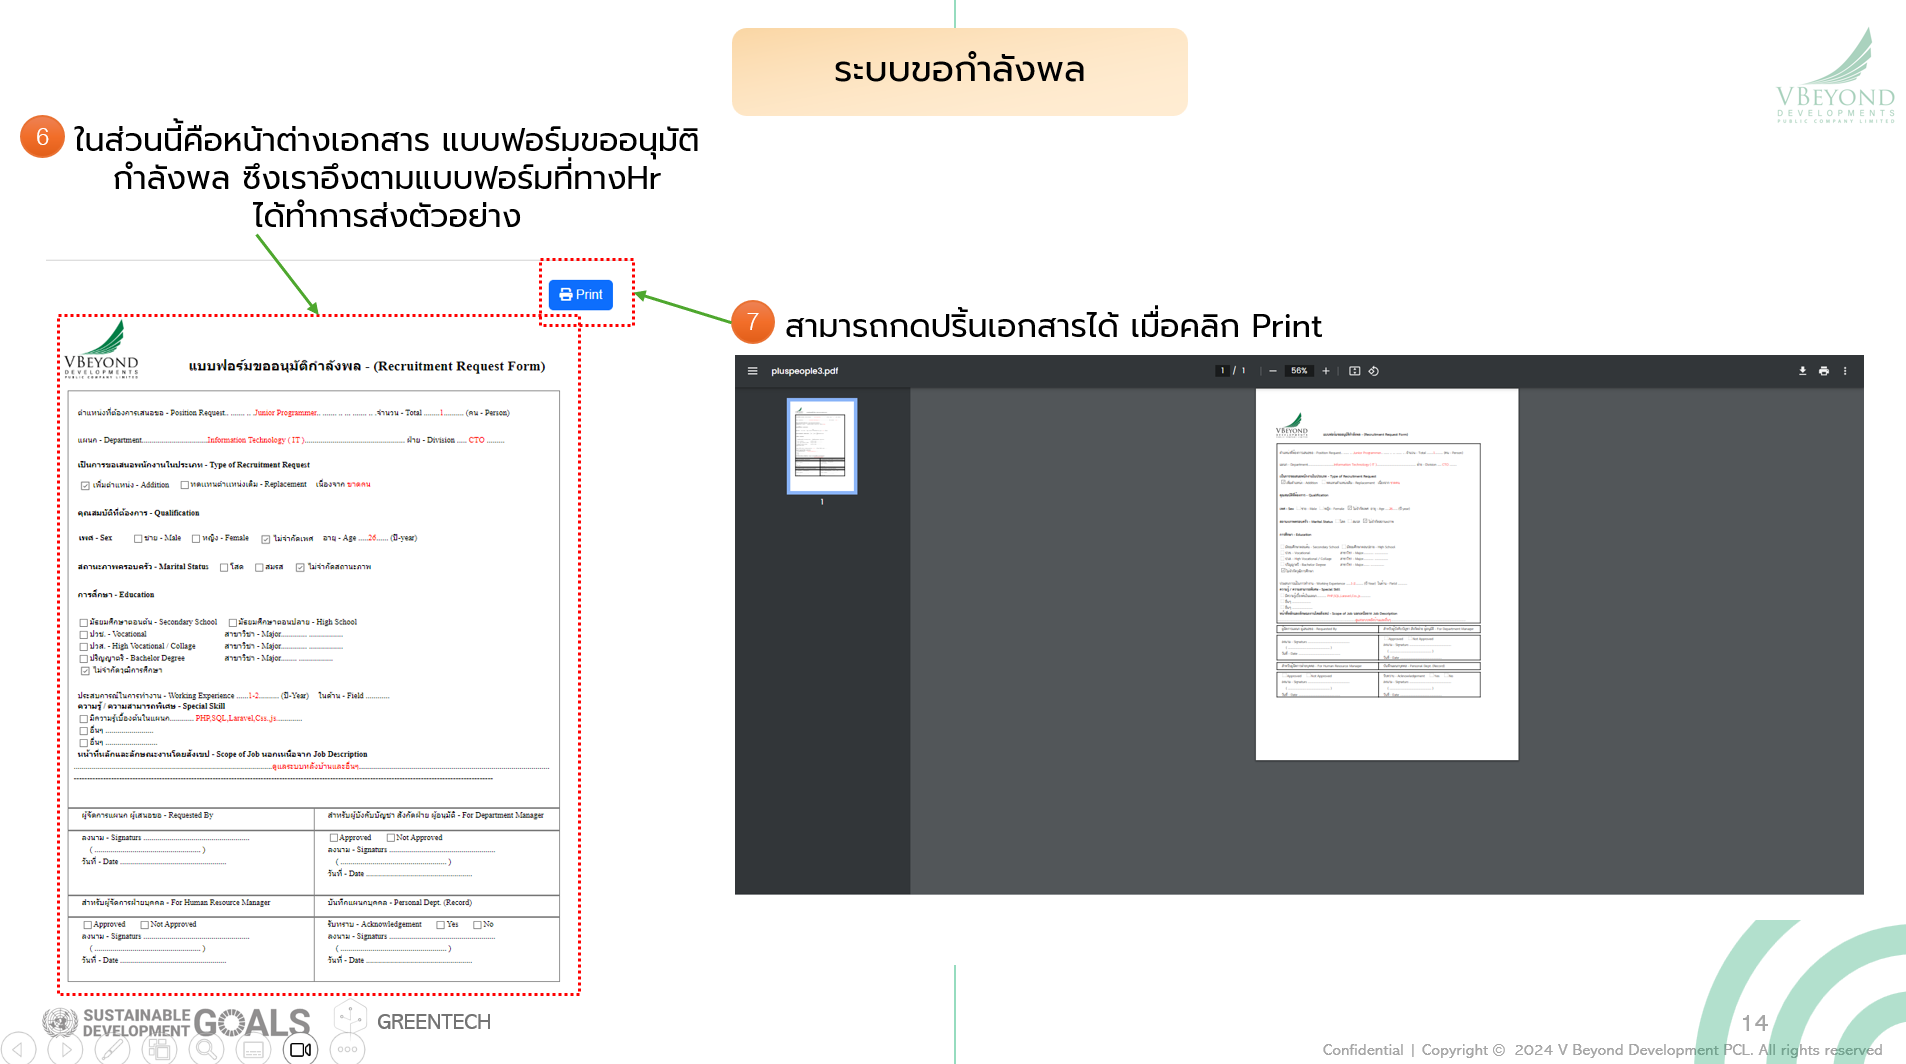 ระบบขอกำลังพล
VBEYOND
DEVELOPMENTS
PUBLIC COMPANY LIMITED
6 ในส่วนนี้คือหน้าต่างเอกสาร แบบฟอร์มขออนุมัติ
กำลังพล ซึงเราอึงตามแบบฟอร์มที่ทางHr
ได้ทำการส่งตัวอย่าง
Print
7 สามารถกดปริ้นเอกสารได้ เมื่อคลิก Print
VBEYOND
DEVELOPMENTS
PUBLIC COMPANY LIMITED
แบบฟอร์มขออนุมัติกำลังพล - (Recruitment Request Form)
ตำแหน่งที่ต้องการเสนอขอ - Position Request.. ....... .. .Junior Programmer.. ....... .. ... ....... .. .จำนวน - Total ........1........... (คน - Person)
แผนก - Department.................................Information Technology ( IT )................................................... ฝ่าย - Division ..... CTO .........
เป็นการขอเสนอพนักงานในประเภท - Type of Recruitment Request
เพิ่มตำแหน่ง - Addition ทดแทนตำแหน่งเดิม - Replacement เนื่องจาก ขาดคน
คุณสมบัติที่ต้องการ - Qualification
เพศ - Sex ชาย - Male หญิง - Female ไม่จำกัดเพศ อายุ - Age .....26...... (ปี-year)
สถานะภาพครอบครัว - Marital Status โสด สมรส ไม่จำกัดสถานะภาพ
การศึกษา - Education
มัธยมศึกษาตอนต้น - Secondary School มัธยมศึกษาตอนปลาย - High School
ปวช. - Vocational สาขาวิชา - Major............. .................
ปวส. - High Vocational / Collage สาขาวิชา - Major............. .................
ปริญญาตรี - Bachelor Degree สาขาวิชา - Major........ .................
ไม่จำกัดวุฒิการศึกษา
ประสบการณ์ในการทำงาน - Working Experience ......1-2.......... (ปี-Year) ในด้าน - Field ............
ความรู้ / ความสามารถพิเศษ - Special Skill
มีความรู้เบื้องต้นในแผนก............ PHP,SQL,Laravel,Css.,js.............
อื่นๆ ........................
อื่นๆ ..........................
หน้าที่หลักและลักษณะงานโดยสังเขป - Scope of Job นอกเหนือจาก Job Description
ดูแลระบบหลังบ้านและอื่นๆ
ผู้จัดการแผนก ผู้เสนอขอ - Requested By
สำหรับผู้บังคับบัญชา สังกัดฝ่าย ผู้อนุมัติ - For Department Manager
ลงนาม - Signaturs ......................................................
( ...................................................... )
วันที่ - Date ......................................................
Approved Not Approved
ลงนาม - Signaturs ......................................................
( ...................................................... )
วันที่ - Date ......................................................
สำหรับผู้จัดการฝ่ายบุคคล - For Human Resource Manager
บันทึกแผนกบุคคล - Personal Dept. (Record)
Approved Not Approved
ลงนาม - Signaturs ......................................................
( ...................................................... )
วันที่ - Date ......................................................
รับทราบ - Acknowledgement Yes No
ลงนาม - Signaturs ......................................................
( ...................................................... )
วันที่ - Date ......................................................
pluspeople3.pdf
1 / 1
56%
1
VBEYOND
แบบฟอร์มขออนุมัติกำลังพล - (Recruitment Request Form)
SUSTAINABLE
DEVELOPMENT GOALS
GREENTECH
14
Confidential | Copyright © 2024 V Beyond Development PCL. All rights reserved